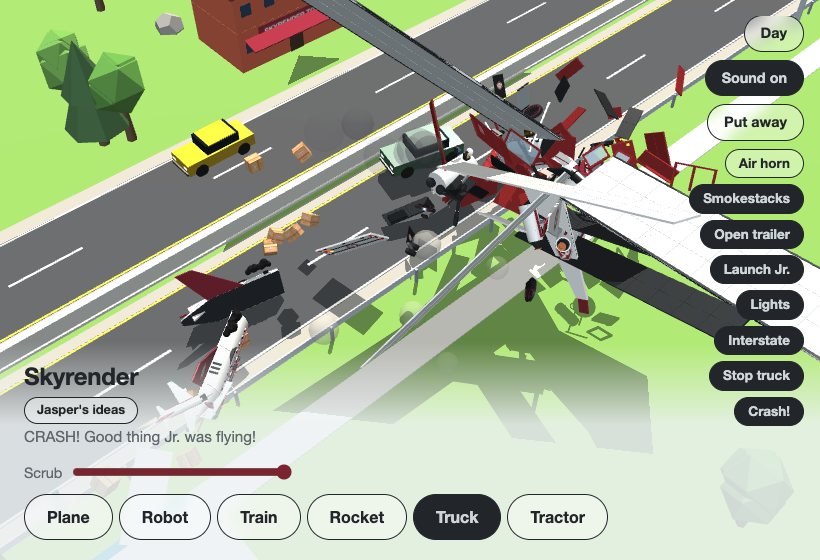 Day
Sound on
Put away
Air horn
Smokestacks
Open trailer
Launch Jr.
Lights
Interstate
Stop truck
Crash!
Skyrender
Jasper's ideas
CRASH! Good thing Jr. was flying!
Scrub
Plane
Robot
Train
Rocket
Truck
Tractor